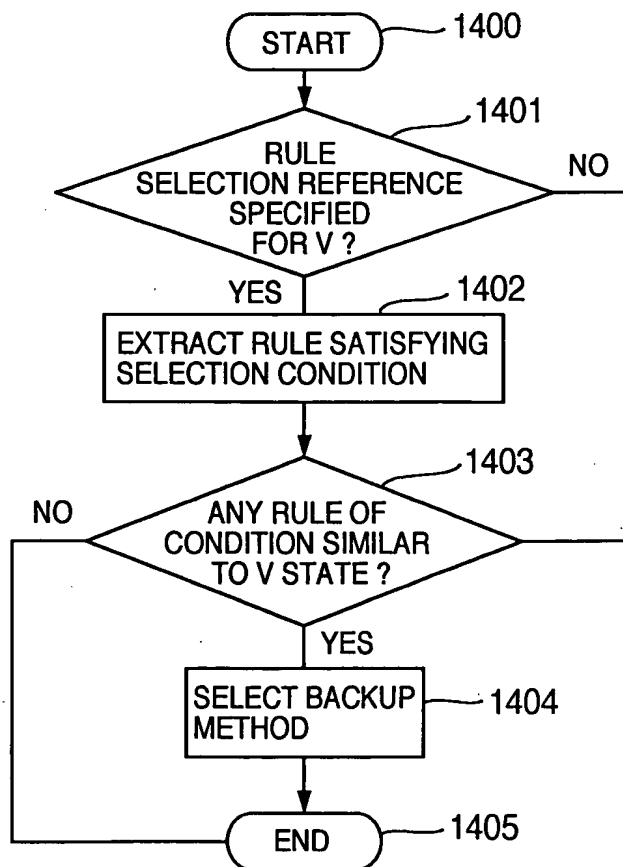 START
1400
1401
RULE
SELECTION REFERENCE
SPECIFIED
FOR V ?
NO
YES
1402
EXTRACT RULE SATISFYING
SELECTION CONDITION
1403
NO
ANY RULE OF
CONDITION SIMILAR
TO V STATE ?
YES
SELECT BACKUP
METHOD
1404
END
1405